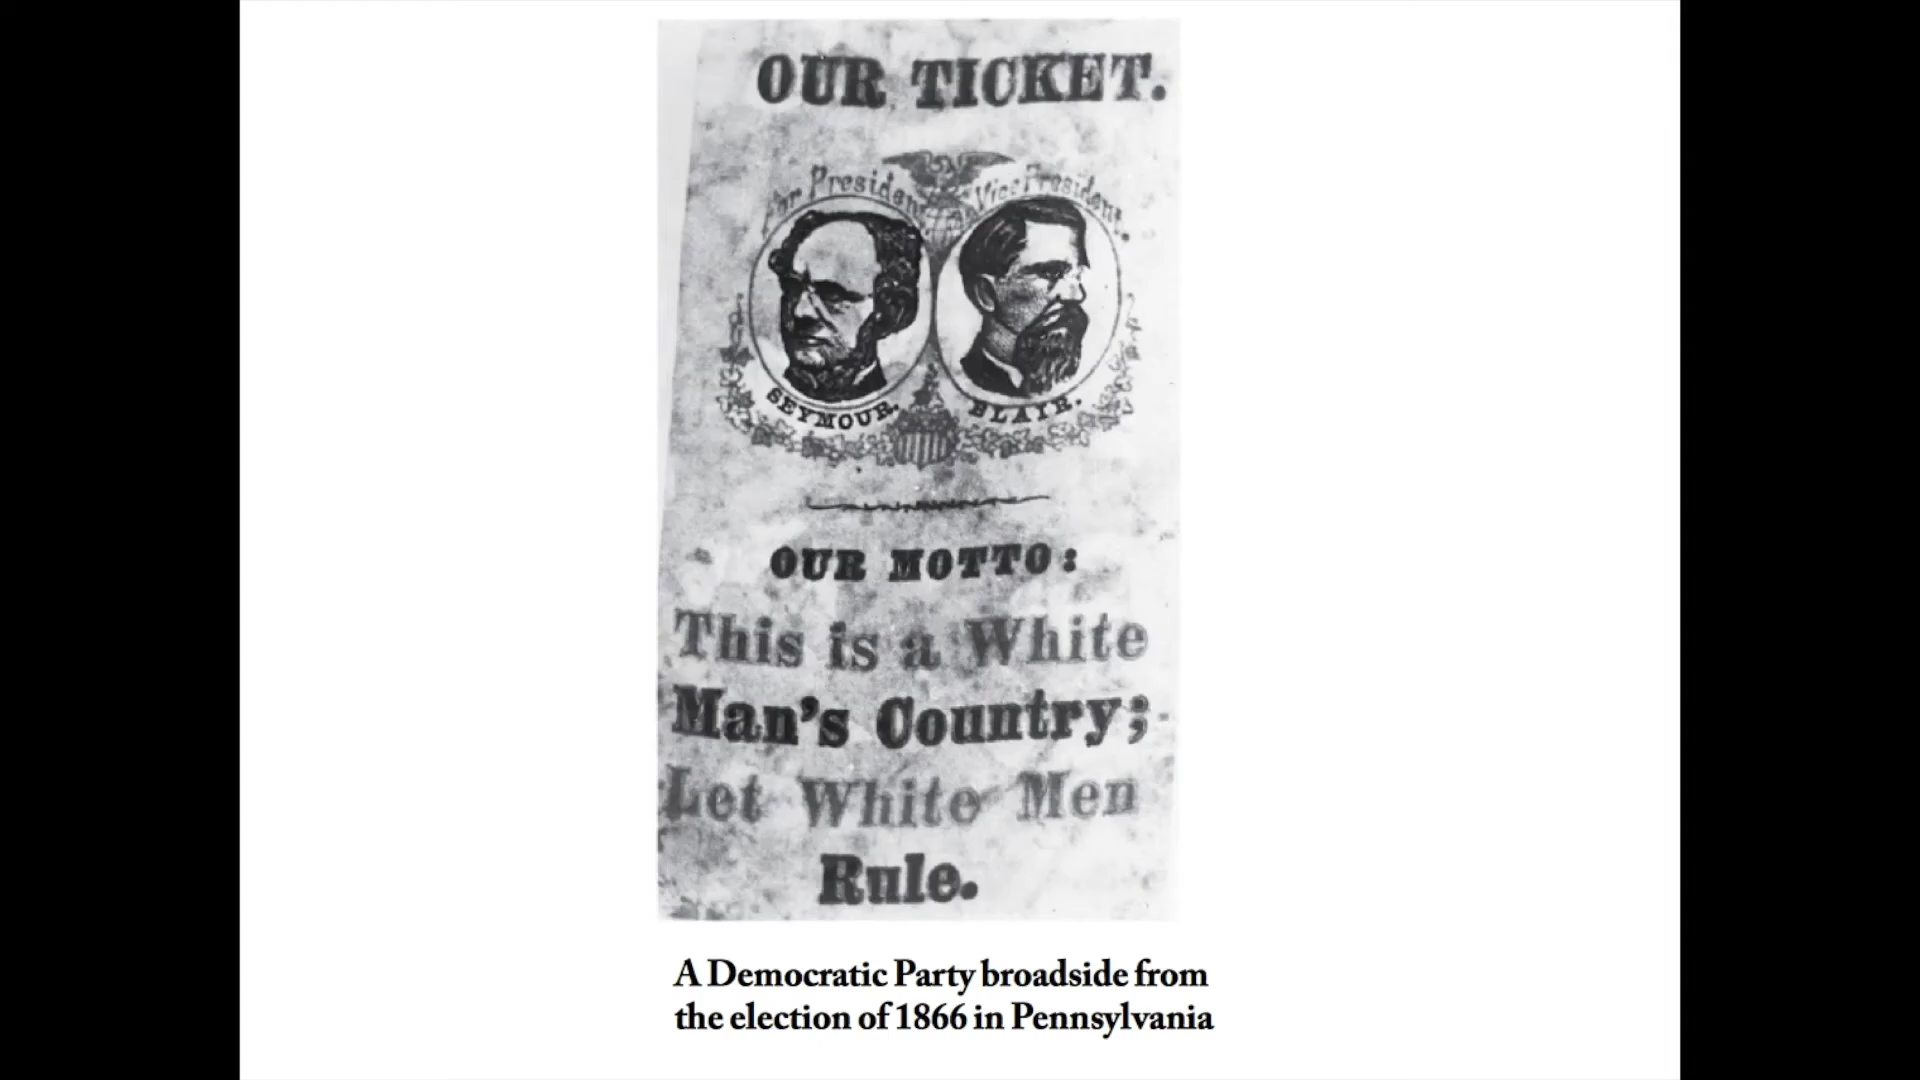 OUR TICKET.
For President Vice President.
SEYMOUR. BLAIR.
OUR MOTTO:
This is a White
Man's Country;
Let White Men
Rule.
A Democratic Party broadside from
the election of 1866 in Pennsylvania